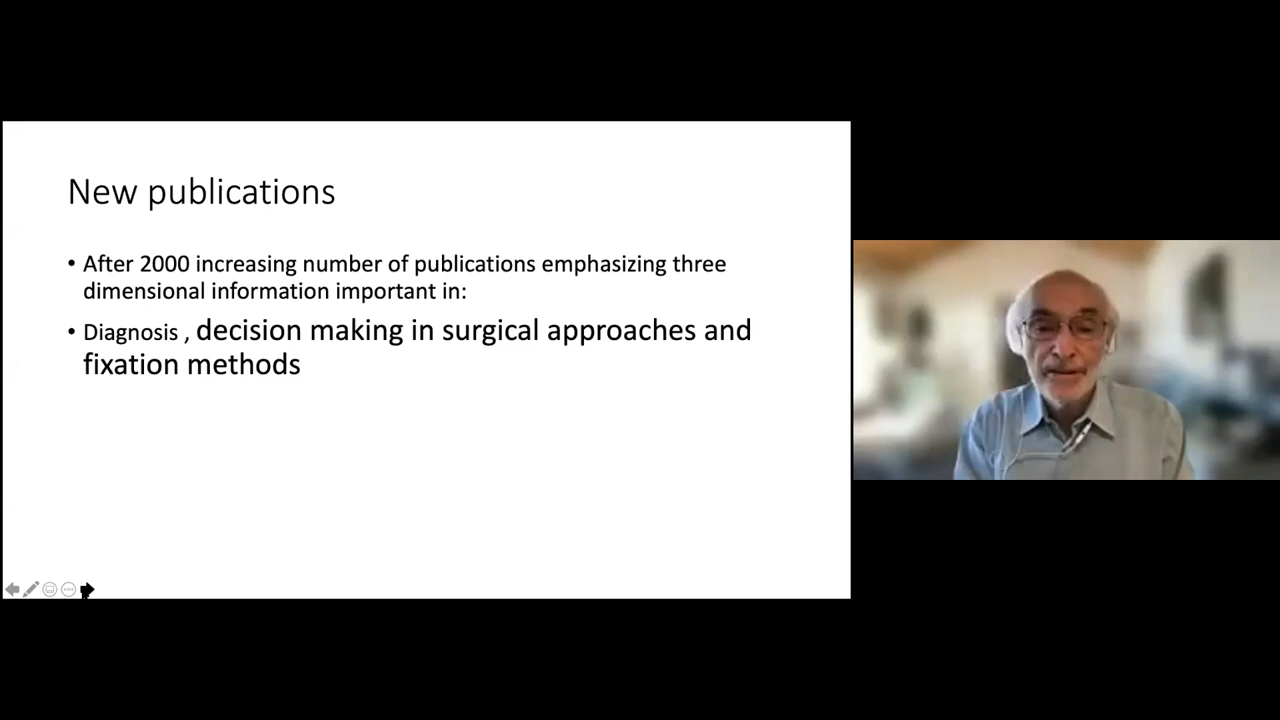 New publications
• After 2000 increasing number of publications emphasizing three
dimensional information important in:
• Diagnosis , decision making in surgical approaches and
fixation methods